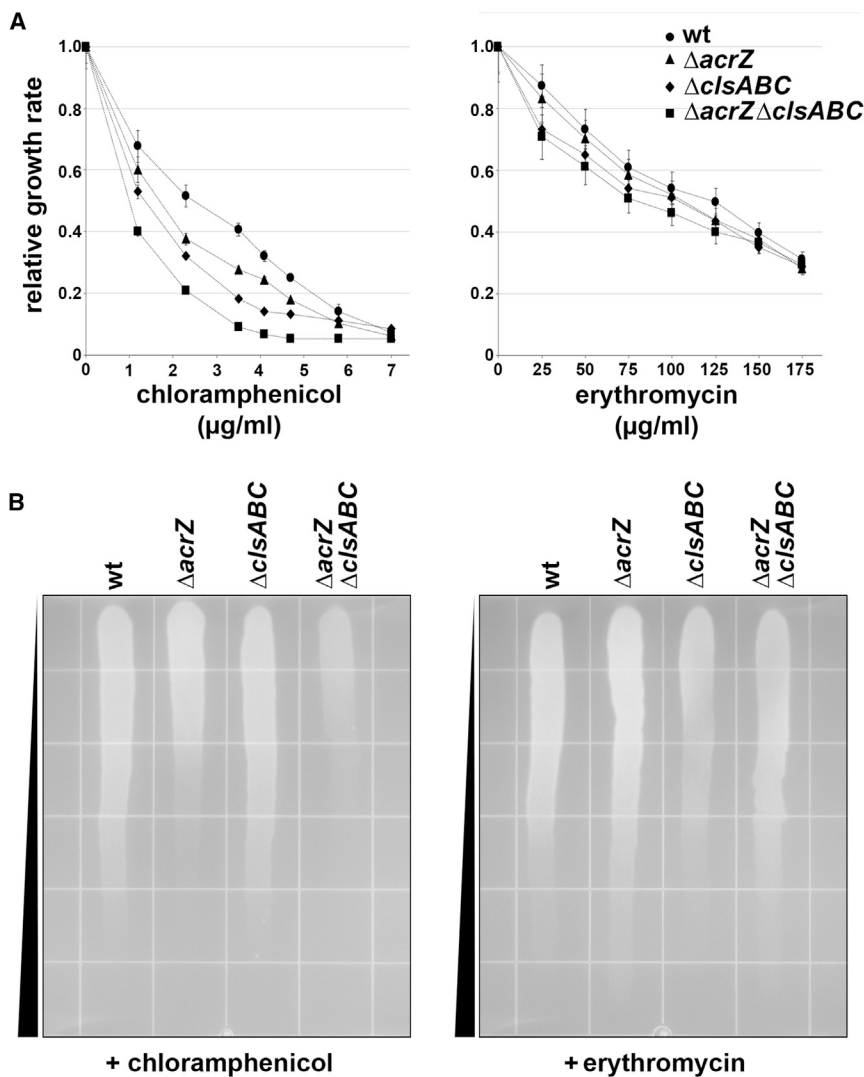 A
relative growth rate
1.0
0.8
0.6
0.4
0.2
0
0 1 2 3 4 5 6 7
chloramphenicol
(µg/ml)
1.0
0.8
0.6
0.4
0.2
0
0 25 50 75 100 125 150 175
erythromycin
(µg/ml)
wt
ΔacrZ
ΔclsABC
ΔacrZΔclsABC
B
wt
ΔacrZ
ΔclsABC
ΔacrZ
ΔclsABC
+ chloramphenicol
wt
ΔacrZ
ΔclsABC
ΔacrZ
ΔclsABC
+ erythromycin